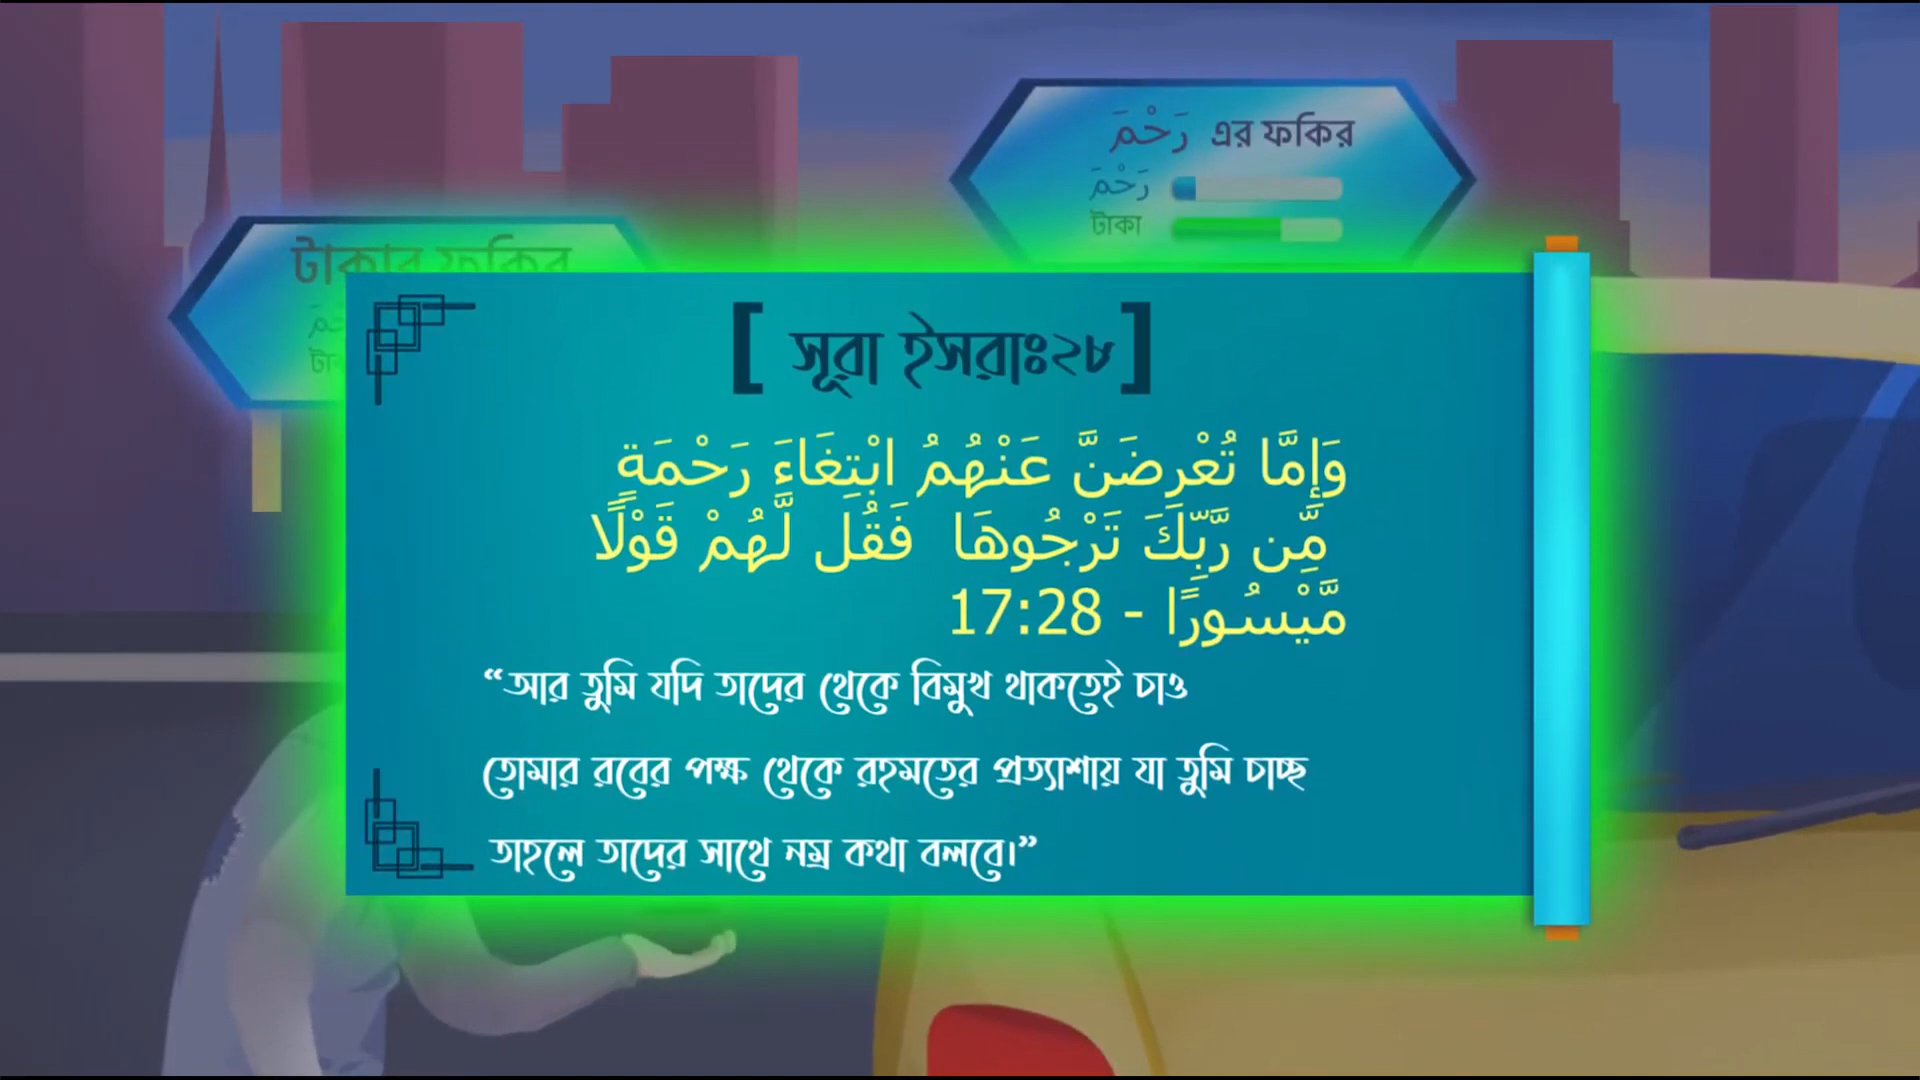 رَحْمَ এর ফকির
رَحْمَ
টাকা
টাকার ফকির
[ সূরা ইসরাঃ২৮]
وَإِمَّا تُعْرِضَنَّ عَنْهُمُ ابْتِغَاءَ رَحْمَةٍ
مِّن رَّبِّكَ تَرْجُوهَا فَقُل لَّهُمْ قَوْلًا
مَّيْسُورًا - 17:28
“আর তুমি যদি তাদের থেকে বিমুখ থাকতেই চাও
তোমার রবের পক্ষ থেকে রহমতের প্রত্যাশায় যা তুমি চাচ্ছ
তাহলে তাদের সাথে নম্র কথা বলবে।”